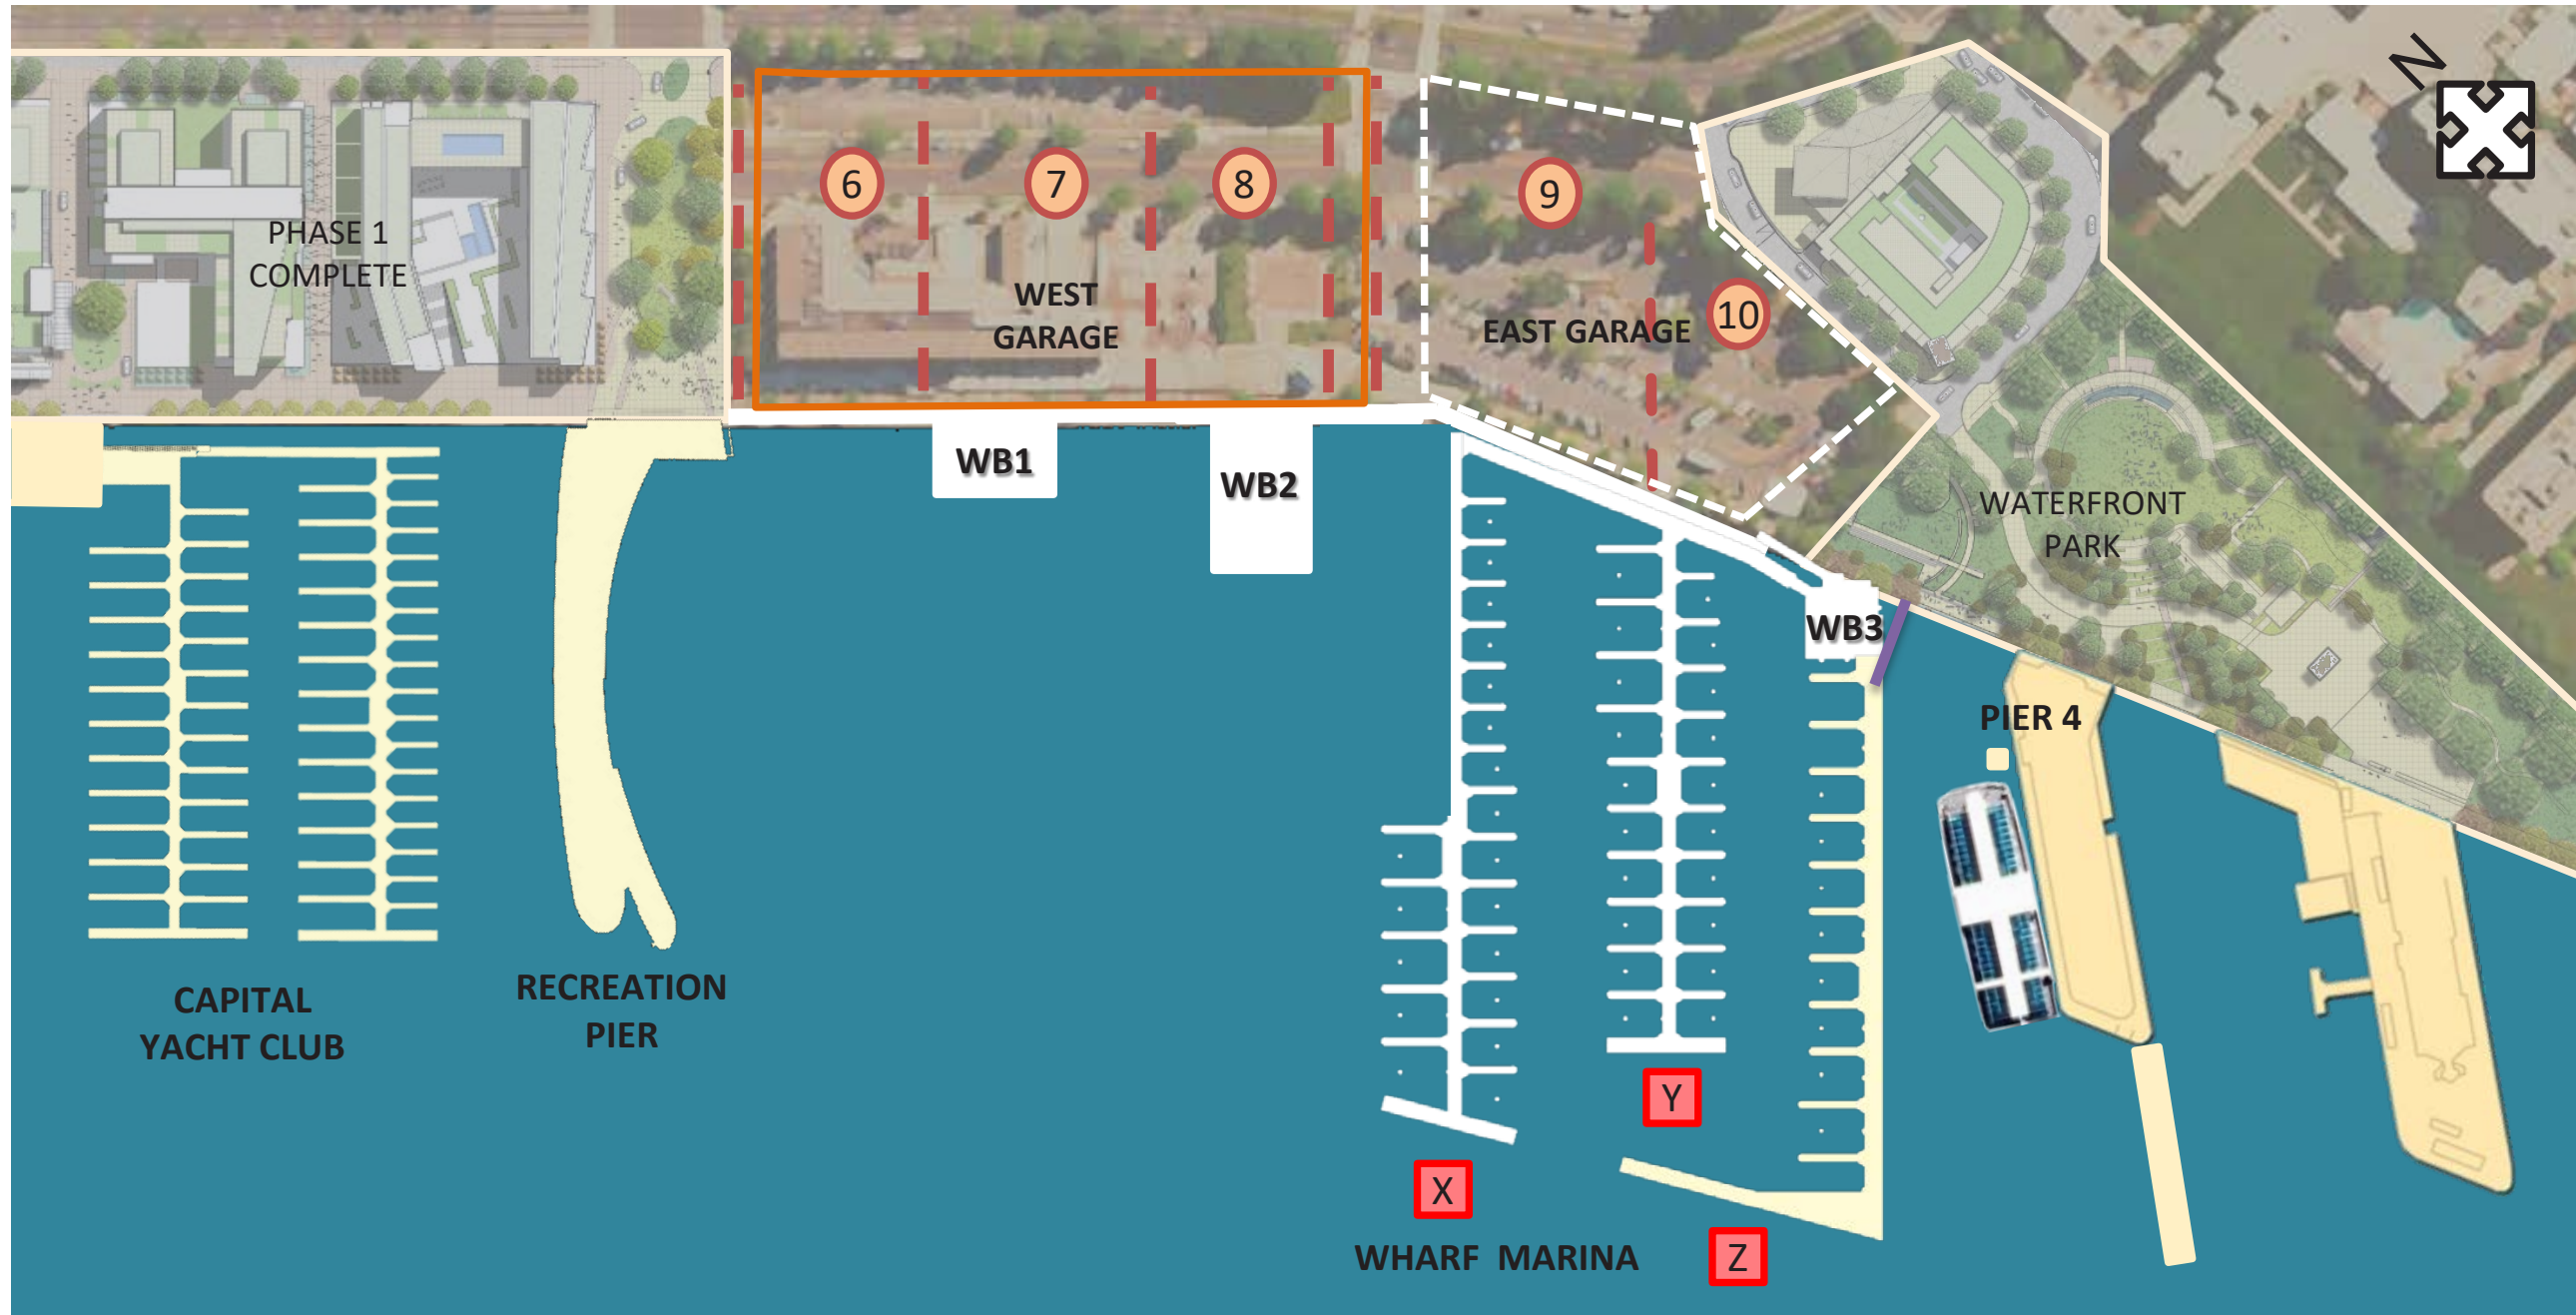 N
PHASE 1
COMPLETE
6
7
8
9
10
WEST
GARAGE
EAST GARAGE
WB1
WB2
WB3
WATERFRONT
PARK
PIER 4
CAPITAL
YACHT CLUB
RECREATION
PIER
Y
X
WHARF MARINA
Z